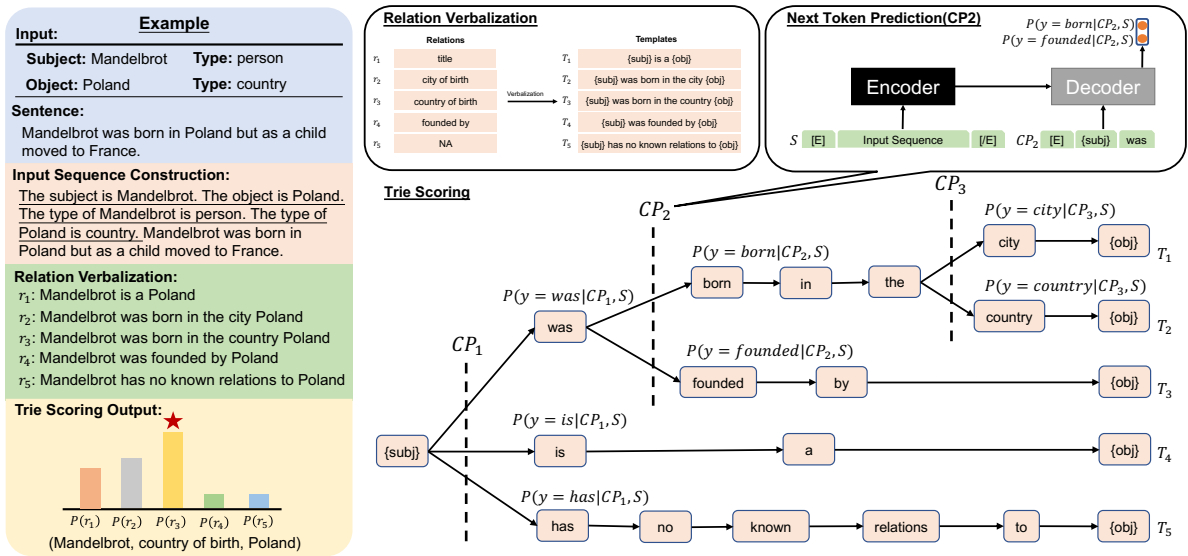 Example
Input:
Subject: Mandelbrot Type: person
Object: Poland Type: country
Sentence:
Mandelbrot was born in Poland but as a child
moved to France.
Input Sequence Construction:
The subject is Mandelbrot. The object is Poland.
The type of Mandelbrot is person. The type of
Poland is country. Mandelbrot was born in
Poland but as a child moved to France.
Relation Verbalization:
r1: Mandelbrot is a Poland
r2: Mandelbrot was born in the city Poland
r3: Mandelbrot was born in the country Poland
r4: Mandelbrot was founded by Poland
r5: Mandelbrot has no known relations to Poland
Trie Scoring Output:
P(r1) P(r2) P(r3) P(r4) P(r5)
(Mandelbrot, country of birth, Poland)
Relation Verbalization
Relations Templates
r1 title T1 {subj} is a {obj}
r2 city of birth T2 {subj} was born in the city {obj}
Verbalization
r3 country of birth T3 {subj} was born in the country {obj}
r4 founded by T4 {subj} was founded by {obj}
r5 NA T5 {subj} has no known relations to {obj}
Next Token Prediction(CP2)
P(y = born|CP2, S)
P(y = founded|CP2, S)
Encoder Decoder
S [E] Input Sequence [/E] CP2 [E] {subj} was
Trie Scoring
CP1
CP2
CP3
P(y = city|CP3, S)
city {obj} T1
P(y = born|CP2, S)
born in the
P(y = country|CP3, S)
country {obj} T2
P(y = was|CP1, S)
was
P(y = founded|CP2, S)
founded by {obj} T3
P(y = is|CP1, S)
{subj} is a {obj} T4
P(y = has|CP1, S)
has no known relations to {obj} T5